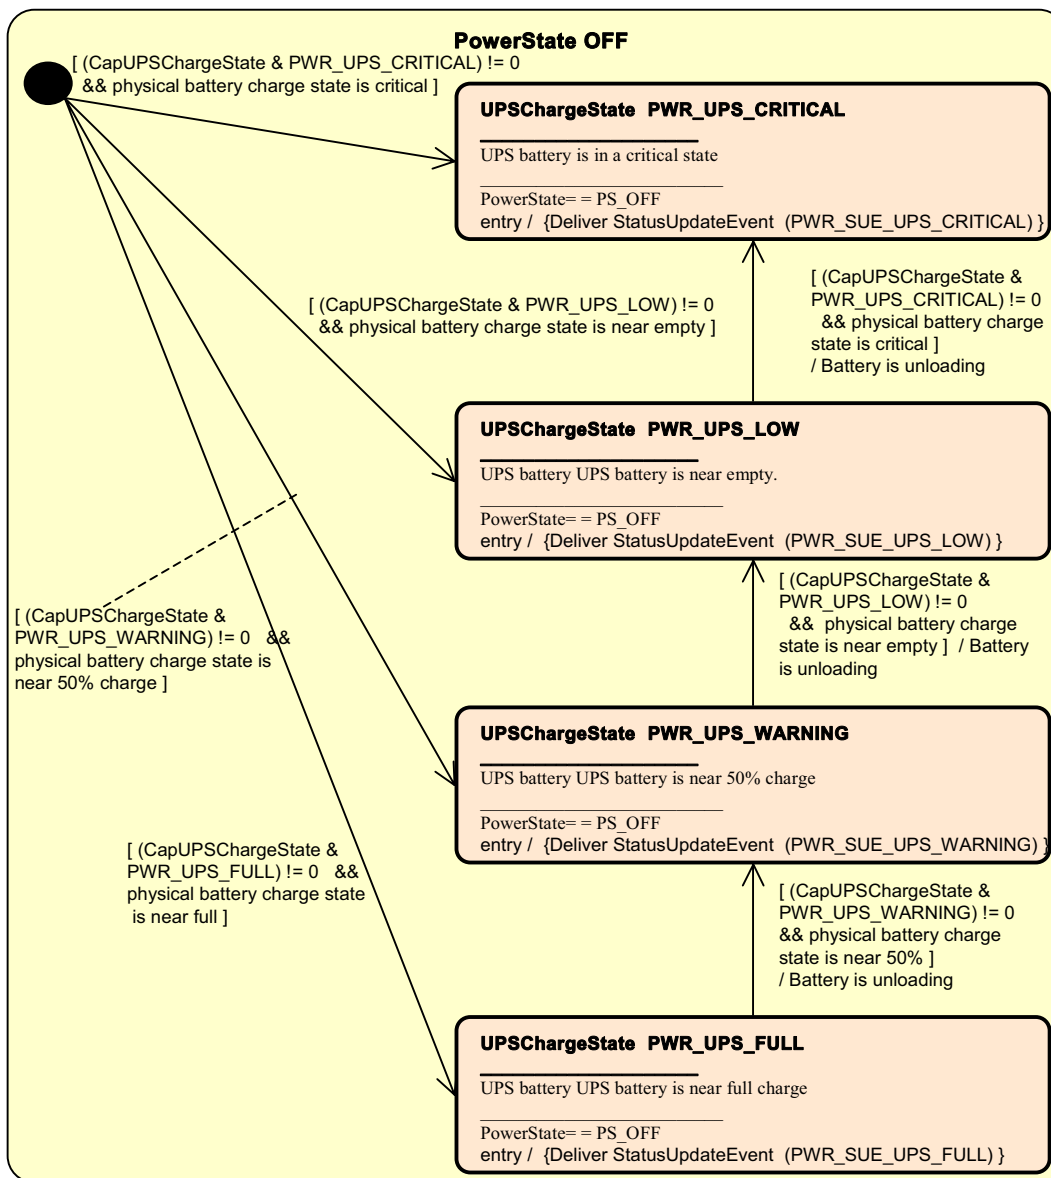 PowerState OFF
[ (CapUPSChargeState & PWR_UPS_CRITICAL) != 0
&& physical battery charge state is critical ]
UPSChargeState PWR_UPS_CRITICAL
UPS battery is in a critical state
PowerState= = PS_OFF
entry / {Deliver StatusUpdateEvent (PWR_SUE_UPS_CRITICAL) }
[ (CapUPSChargeState &
PWR_UPS_CRITICAL) != 0
&& physical battery charge
state is critical ]
/ Battery is unloading
[ (CapUPSChargeState & PWR_UPS_LOW) != 0
&& physical battery charge state is near empty ]
UPSChargeState PWR_UPS_LOW
UPS battery UPS battery is near empty.
PowerState= = PS_OFF
entry / {Deliver StatusUpdateEvent (PWR_SUE_UPS_LOW) }
[ (CapUPSChargeState &
PWR_UPS_LOW) != 0
&& physical battery charge
state is near empty ] / Battery
is unloading
[ (CapUPSChargeState &
PWR_UPS_WARNING) != 0 &&
physical battery charge state is
near 50% charge ]
UPSChargeState PWR_UPS_WARNING
UPS battery UPS battery is near 50% charge
PowerState= = PS_OFF
entry / {Deliver StatusUpdateEvent (PWR_SUE_UPS_WARNING) }
[ (CapUPSChargeState &
PWR_UPS_FULL) != 0 &&
physical battery charge state
is near full ]
[ (CapUPSChargeState &
PWR_UPS_WARNING) != 0
&& physical battery charge
state is near 50% ]
/ Battery is unloading
UPSChargeState PWR_UPS_FULL
UPS battery UPS battery is near full charge
PowerState= = PS_OFF
entry / {Deliver StatusUpdateEvent (PWR_SUE_UPS_FULL) }